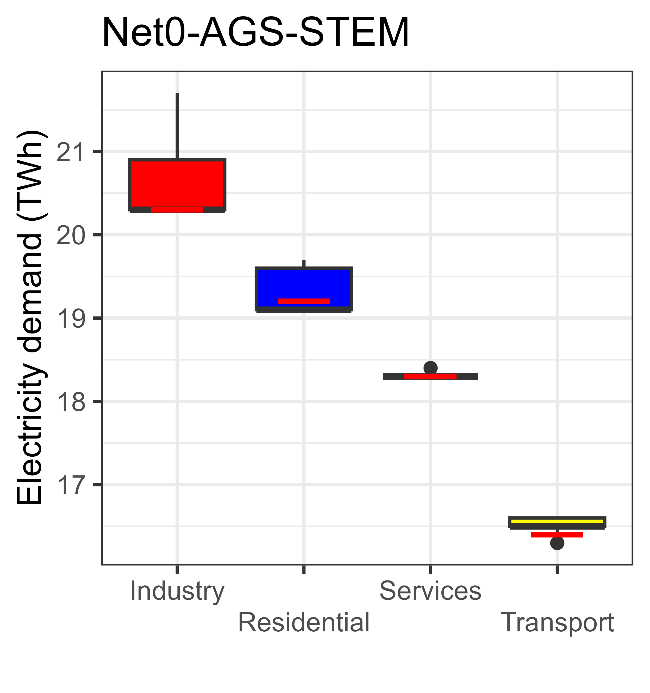 Net0-AGS-STEM
Electricity demand (TWh)
21
20
19
18
17
Industry
Services
Residential
Transport